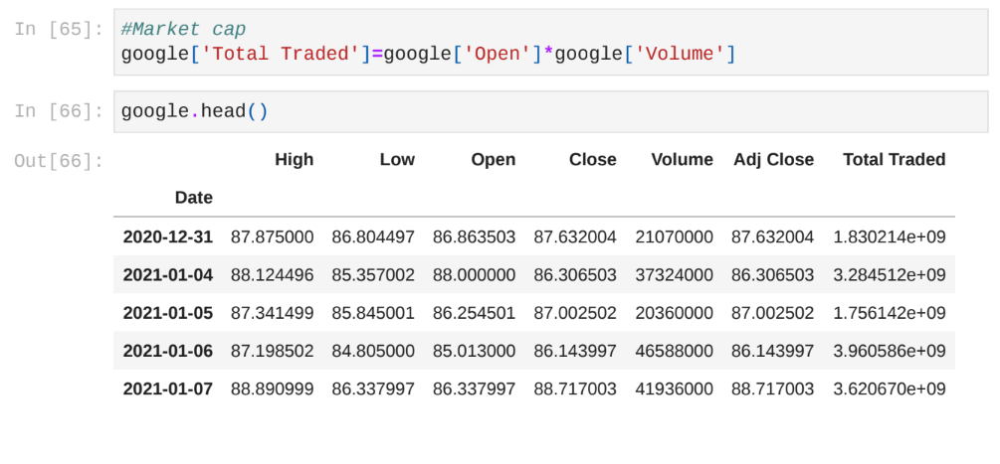 In [65]: #Market cap
google['Total Traded']=google['Open']*google['Volume']
In [66]: google.head()
Out[66]: High Low Open Close Volume Adj Close Total Traded
Date
2020-12-31 87.875000 86.804497 86.863503 87.632004 21070000 87.632004 1.830214e+09
2021-01-04 88.124496 85.357002 88.000000 86.306503 37324000 86.306503 3.284512e+09
2021-01-05 87.341499 85.845001 86.254501 87.002502 20360000 87.002502 1.756142e+09
2021-01-06 87.198502 84.805000 85.013000 86.143997 46588000 86.143997 3.960586e+09
2021-01-07 88.890999 86.337997 86.337997 88.717003 41936000 88.717003 3.620670e+09